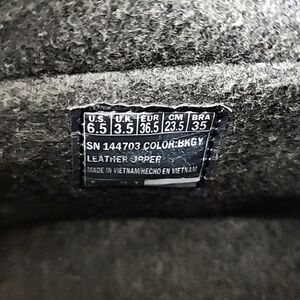 U.S. U.K EUR CM BRA
6.5 3.5 36.5 23.5 35
SN 144703 COLOR:BKGY
LEATHER UPPER
MADE IN VIETNAM/HECHO EN VIETNAM